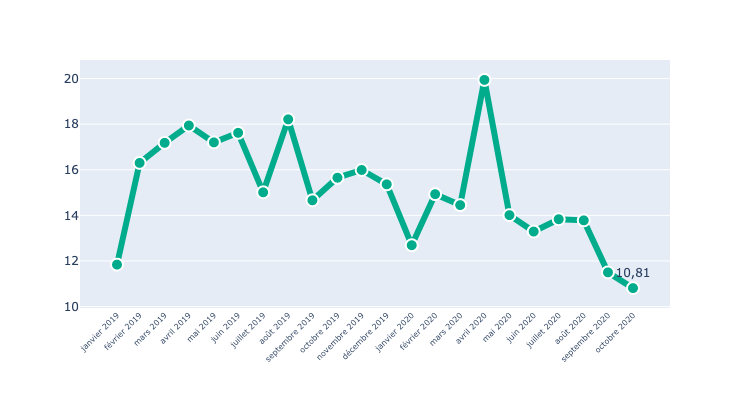 20
18
16
14
12
10
10,81
janvier 2019
février 2019
mars 2019
avril 2019
mai 2019
juin 2019
juillet 2019
août 2019
septembre 2019
octobre 2019
novembre 2019
décembre 2019
janvier 2020
février 2020
mars 2020
avril 2020
mai 2020
juin 2020
juillet 2020
août 2020
septembre 2020
octobre 2020